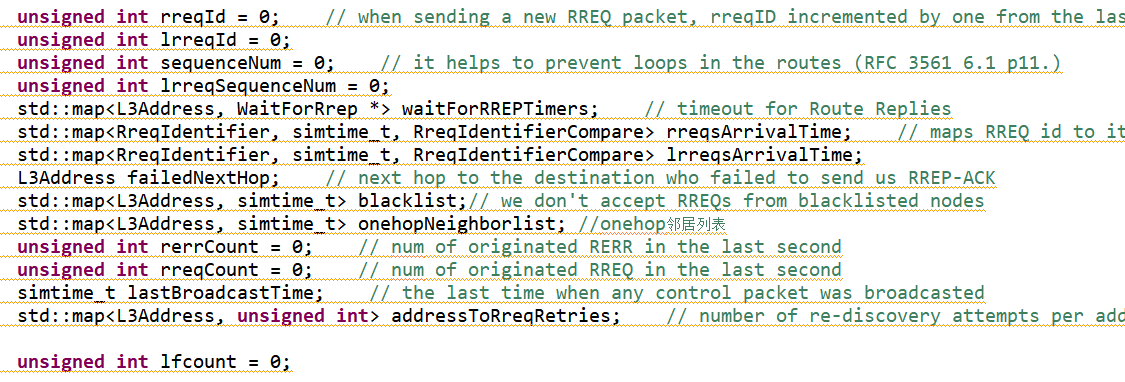 unsigned int rreqId = 0;    // when sending a new RREQ packet, rreqID incremented by one from the las
unsigned int lrreqId = 0;
unsigned int sequenceNum = 0;    // it helps to prevent loops in the routes (RFC 3561 6.1 p11.)
unsigned int lrreqSequenceNum = 0;
std::map<L3Address, WaitForRrep *> waitForRREPTimers;    // timeout for Route Replies
std::map<RreqIdentifier, simtime_t, RreqIdentifierCompare> rreqsArrivalTime;    // maps RREQ id to it
std::map<RreqIdentifier, simtime_t, RreqIdentifierCompare> lrreqsArrivalTime;
L3Address failedNextHop;    // next hop to the destination who failed to send us RREP-ACK
std::map<L3Address, simtime_t> blacklist;// we don't accept RREQs from blacklisted nodes
std::map<L3Address, simtime_t> onehopNeighborlist; //onehop邻居列表
unsigned int rerrCount = 0;    // num of originated RERR in the last second
unsigned int rreqCount = 0;    // num of originated RREQ in the last second
simtime_t lastBroadcastTime;    // the last time when any control packet was broadcasted
std::map<L3Address, unsigned int> addressToRreqRetries;    // number of re-discovery attempts per add
unsigned int lfcount = 0;